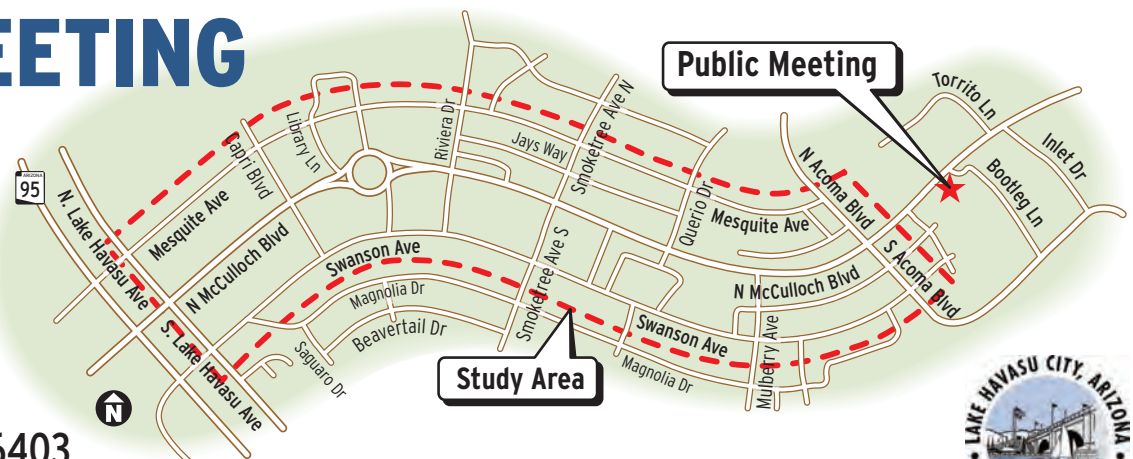 EETING
Public Meeting
Torrito Ln
Inlet Dr
Bootleg Ln
Smoketree Ave N
Riviera Dr
Library Ln
Capri Blvd
Jays Way
N Acoma Blvd
ARIZONA
95
N. Lake Havasu Ave
Mesquite Ave
Querio Dr
Mesquite Ave
N McCulloch Blvd
Swanson Ave
Smoketree Ave S
S Acoma Blvd
N McCulloch Blvd
Magnolia Dr
Beavertail Dr
S. Lake Havasu Ave
Saguaro Dr
Swanson Ave
Mulberry Ave
Study Area
Magnolia Dr
N
LAKE HAVASU CITY, ARIZONA
6403